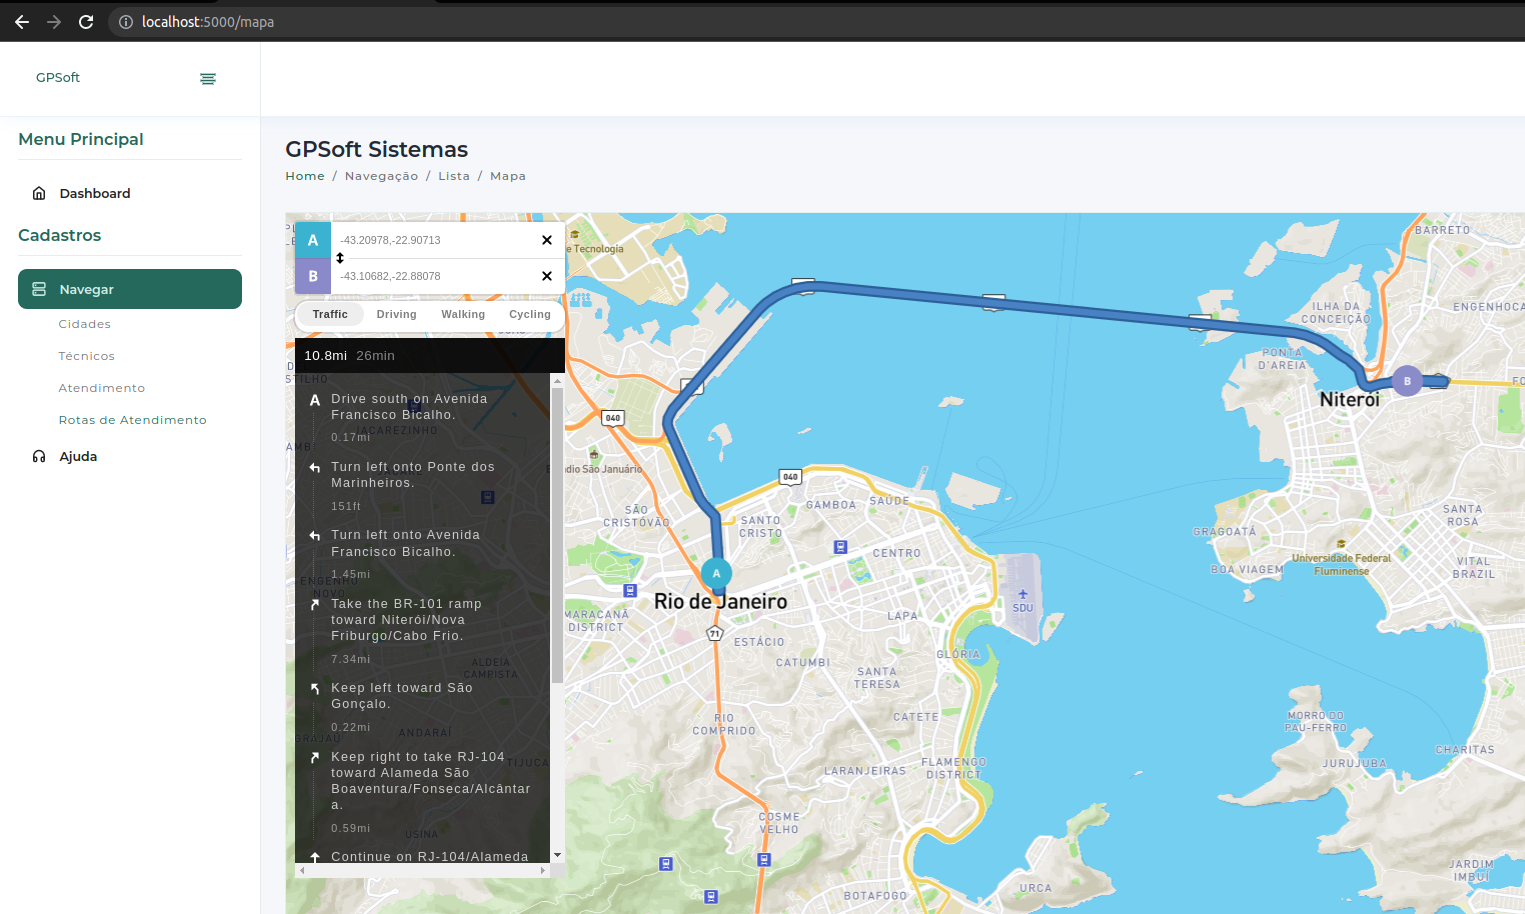 localhost:5000/mapa
GPSoft
Menu Principal
Dashboard
Cadastros
Navegar
Cidades
Técnicos
Atendimento
Rotas de Atendimento
Ajuda
GPSoft Sistemas
Home / Navegação / Lista / Mapa
A -43.20978,-22.90713
B -43.10682,-22.88078
Traffic Driving Walking Cycling
10.8mi 26min
A Drive south on Avenida
Francisco Bicalho.
0.17mi
Turn left onto Ponte dos
Marinheiros.
151ft
Turn left onto Avenida
Francisco Bicalho.
1.45mi
Take the BR-101 ramp
toward Niterói/Nova
Friburgo/Cabo Frio.
7.34mi
Keep left toward São
Gonçalo.
0.22mi
Keep right to take RJ-104
toward Alameda São
Boaventura/Fonseca/Alcântar
a.
0.59mi
Continue on RJ-104/Alameda
JACAREZINHO
ENGENHO
NOVO
ALDEIA
CAMPISTA
GRAJAÚ
ANDARAÍ
TIJUCA
USINA
de Tecnologia
BARRETO
ILHA DA
CONCEIÇÃO
ENGENHOCA
PONTA
D'AREIA
B
Niterói
040
São Januário
040
SÃO
CRISTÓVÃO
SANTO
CRISTO
GAMBOA
SAÚDE
CENTRO
A
Rio de Janeiro
MARACANÃ
DISTRICT
71
ESTÁCIO
LAPA
SDU
CATUMBI
GLÓRIA
SANTA
TERESA
RIO
COMPRIDO
CATETE
LARANJEIRAS
FLAMENGO
DISTRICT
COSME
VELHO
BOTAFOGO
URCA
SANTA
ROSA
GRAGOATÁ
BOA VIAGEM
Universidade Federal
Fluminense
VITAL
BRAZIL
MORRO DO
PAU-FERRO
CHARITAS
JURUJUBA
JARDIM
IMBUÍ